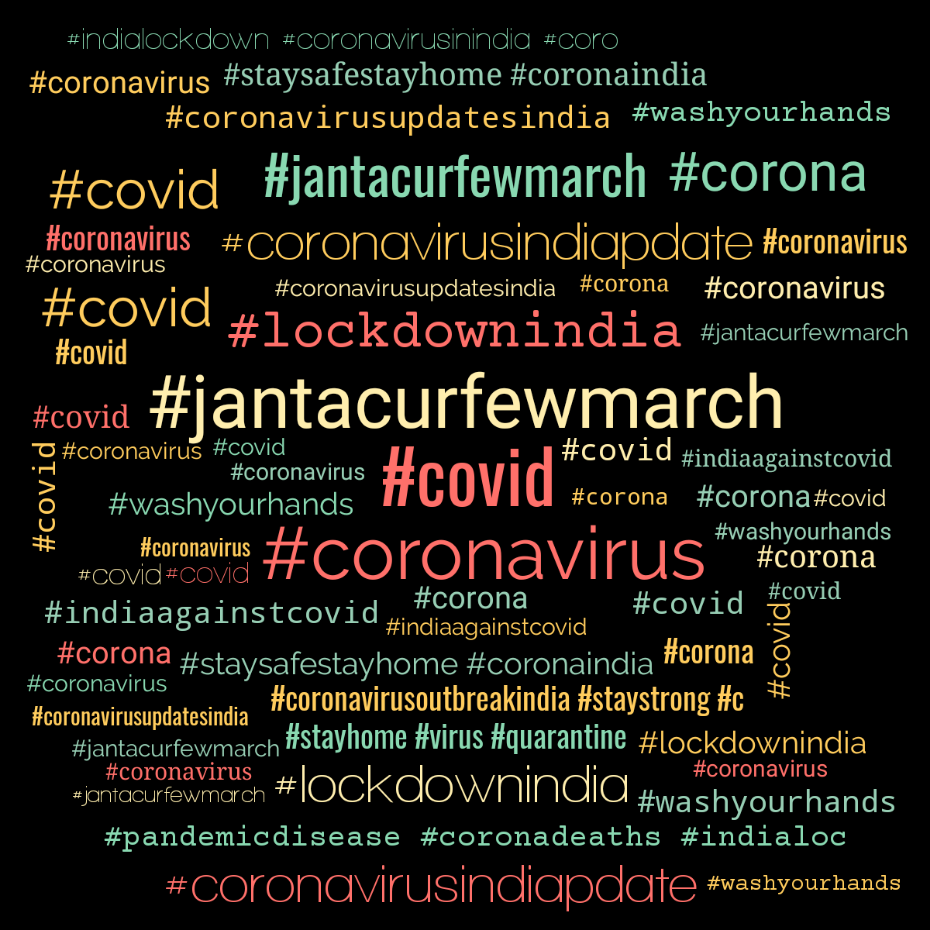 #indialockdown #coronavirusinindia #coro
#coronavirus #staysafestayhome #coronaindia
#coronavirusupdatesindia #washyourhands
#covid #jantacurfewmarch #corona
#coronavirus #coronavirusindiapdate #coronavirus
#coronavirus
#coronavirusupdatesindia #corona #coronavirus
#covid #lockdownindia #jantacurfewmarch
#covid
#covid #jantacurfewmarch
#covid #coronavirus #covid #covid #covid #indiaagainstcovid
#coronavirus
#washyourhands #corona #corona #covid
#coronavirus #coronavirus #washyourhands
#corona
#covid #covid
#covid
#indiaagainstcovid #corona #covid
#indiaagainstcovid #covid
#corona #staysafestayhome #coronaindia #corona
#coronavirus
#coronavirusoutbreakindia #staystrong #c
#coronavirusupdatesindia
#jantacurfewmarch #stayhome #virus #quarantine #lockdownindia
#coronavirus #lockdownindia #coronavirus
#jantacurfewmarch #washyourhands
#pandemicdisease #coronadeaths #indialoc
#coronavirusindiapdate #washyourhands